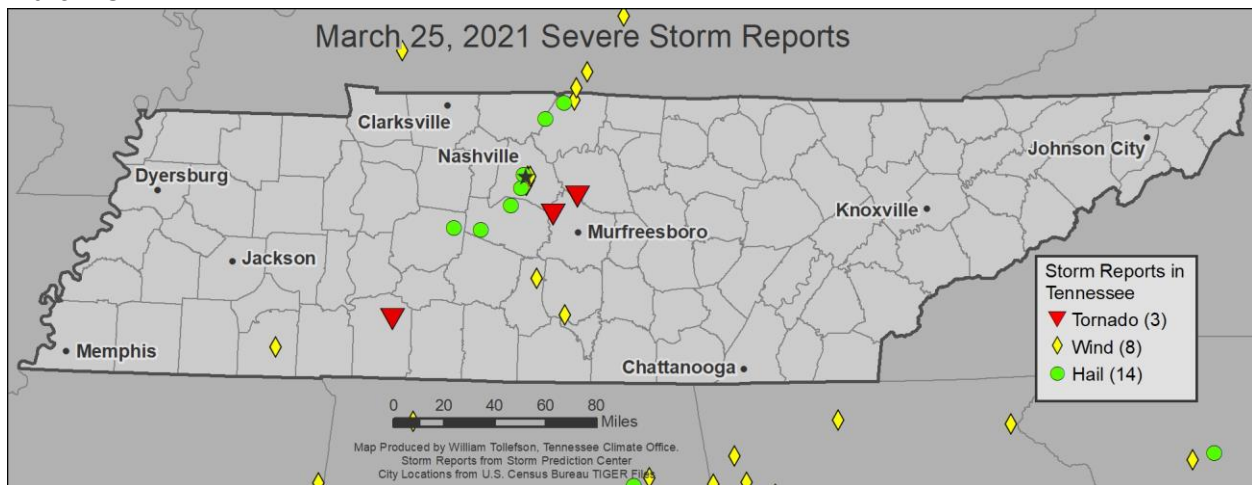 March 25, 2021 Severe Storm Reports
Clarksville
Nashville
Johnson City
Dyersburg
Knoxville
Murfreesboro
Jackson
Storm Reports in
Tennessee
Tornado (3)
Wind (8)
Hail (14)
Memphis
Chattanooga
0 20 40 60 80
Miles
Map Produced by William Tollefson, Tennessee Climate Office.
Storm Reports from Storm Prediction Center
City Locations from U.S. Census Bureau TIGER Files